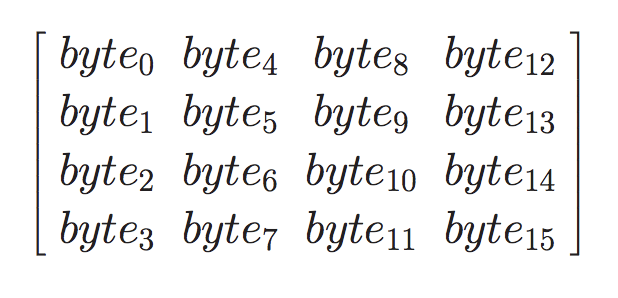 byte₀ byte₄ byte₈ byte₁₂
byte₁ byte₅ byte₉ byte₁₃
byte₂ byte₆ byte₁₀ byte₁₄
byte₃ byte₇ byte₁₁ byte₁₅